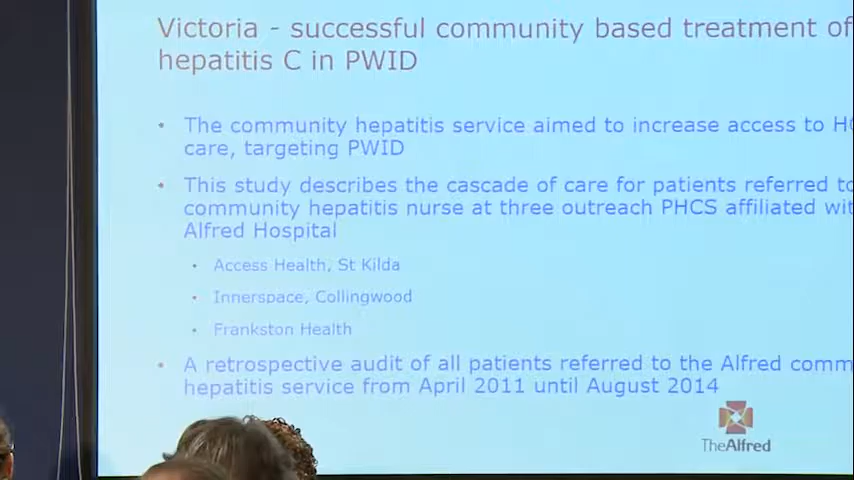 Victoria - successful community based treatment of
hepatitis C in PWID
• The community hepatitis service aimed to increase access to
care, targeting PWID
• This study describes the cascade of care for patients referred
community hepatitis nurse at three outreach PHCS affiliated
Alfred Hospital
• Access Health, St Kilda
• Innerspace, Collingwood
• Frankston Health
• A retrospective audit of all patients referred to the Alfred
hepatitis service from April 2011 until August 2014
TheAlfred